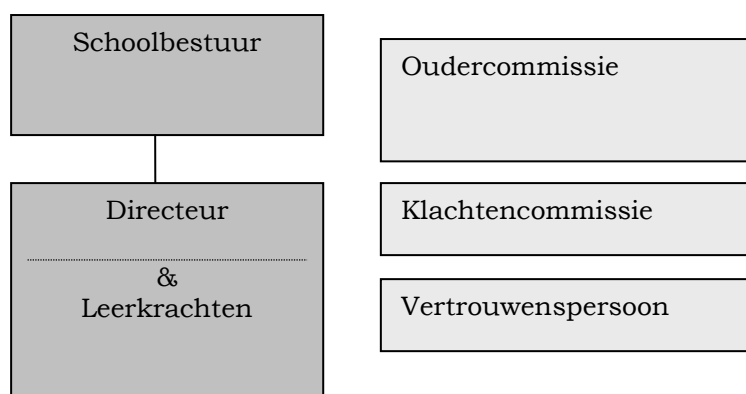 Schoolbestuur
Directeur
&
Leerkrachten
Oudercommissie
Klachtencommissie
Vertrouwenspersoon